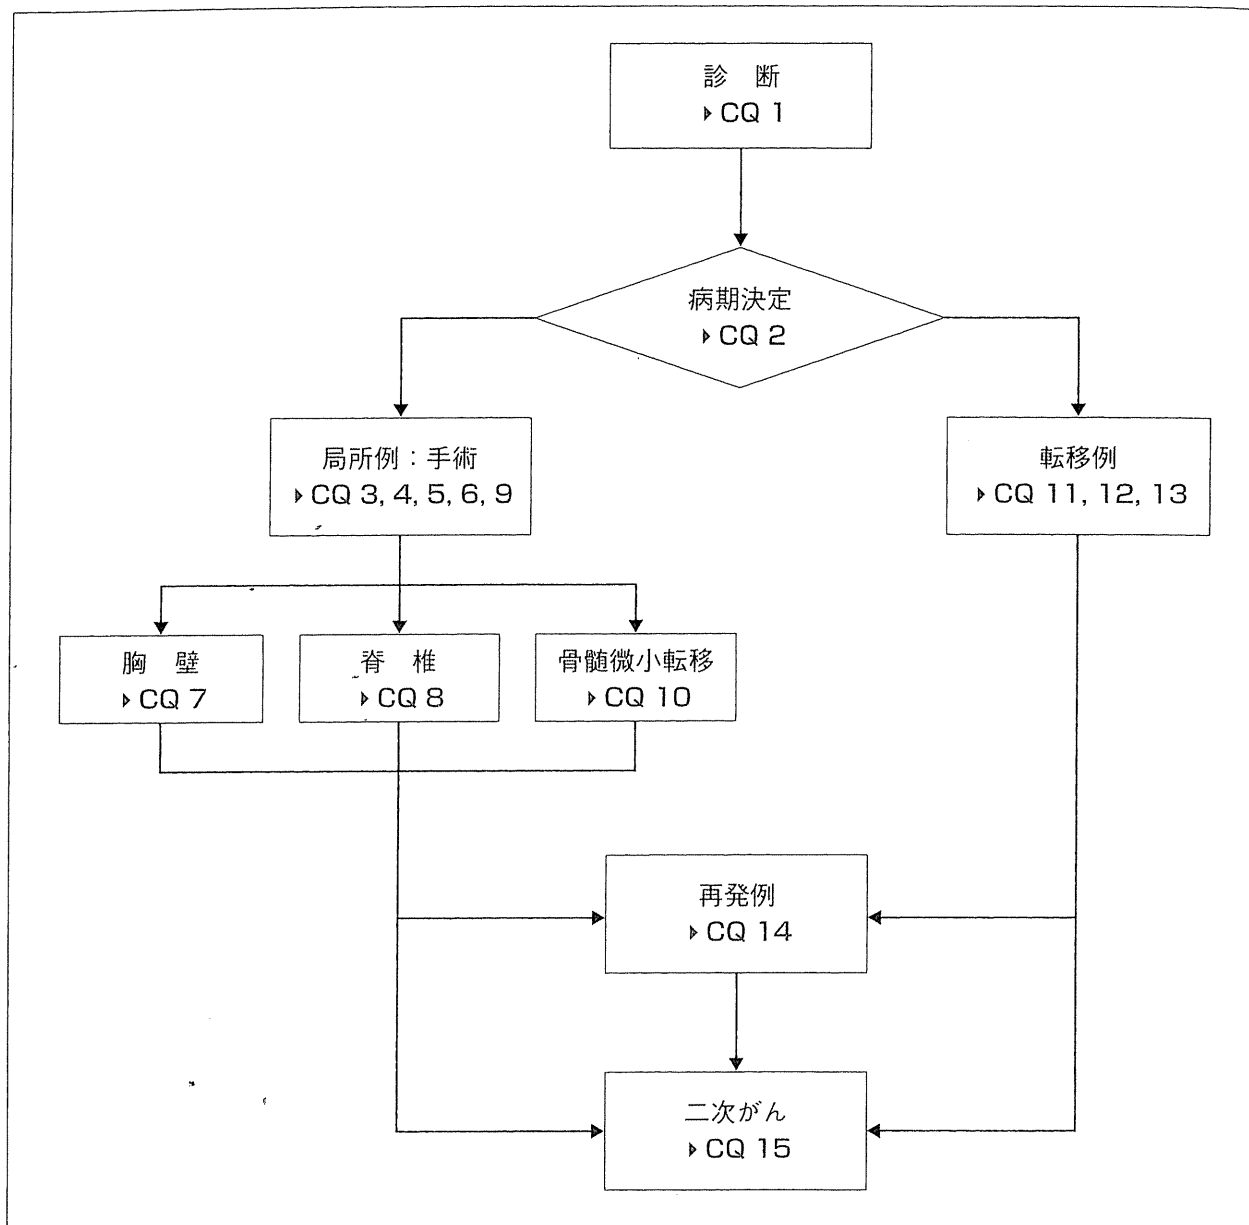 診 断
▶ CQ 1
病期決定
▶ CQ 2
局所例：手術
▶ CQ 3, 4, 5, 6, 9
転移例
▶ CQ 11, 12, 13
胸 壁
▶ CQ 7
脊 椎
▶ CQ 8
骨髄微小転移
▶ CQ 10
再発例
▶ CQ 14
二次がん
▶ CQ 15